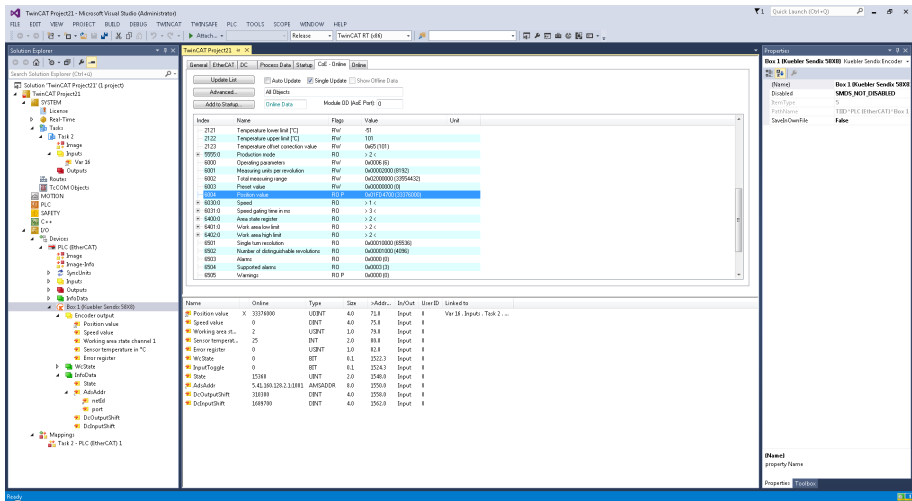 TwinCAT Project21 - Microsoft Visual Studio (Administrator)
1
Quick Launch (Ctrl+Q)
FILE EDIT VIEW PROJECT BUILD DEBUG TWINCAT TWINSAFE PLC TOOLS SCOPE WINDOW HELP
Attach... Release TwinCAT RT (x86)
Solution Explorer
Search Solution Explorer (Ctrl+ü)
Solution 'TwinCAT Project21' (1 project)
TwinCAT Project21
SYSTEM
License
Real-Time
Tasks
Task 2
Image
Inputs
Var 16
Outputs
Routes
TcCOM Objects
MOTION
PLC
SAFETY
C++
I/O
Devices
PLC (EtherCAT)
Image
Image-Info
SyncUnits
Inputs
Outputs
InfoData
Box 1 (Kuebler Sendix 58X8)
Encoder output
Position value
Speed value
Working area state channel 1
Sensor temperature in °C
Error register
WcState
InfoData
State
AdsAddr
netId
port
DcOutputShift
DcInputShift
Mappings
Task 2 - PLC (EtherCAT) 1
TwinCAT Project21
General EtherCAT DC Process Data Startup CoE - Online Online
Update List Auto Update Single Update Show Offline Data
Advanced... All Objects
Add to Startup... Online Data Module OD (AoE Port): 0
Index Name Flags Value Unit
2121 Temperature lower limit [°C] RW -51
2122 Temperature upper limit [°C] RW 101
2123 Temperature offset correction value RW 0x65 (101)
5555:0 Production mode RO > 2 <
6000 Operating parameters RW 0x0006 (6)
6001 Measuring units per revolution RW 0x00002000 (8192)
6002 Total measuring range RW 0x02000000 (33554432)
6003 Preset value RW 0x00000000 (0)
6004 Position value RO P 0x01FD4700 (33376000)
6030:0 Speed RO > 1 <
6031:0 Speed gating time in ms RO > 3 <
6400:0 Area state register RO > 2 <
6401:0 Work area low limit RO > 2 <
6402:0 Work area high limit RO > 2 <
6501 Single turn resolution RO 0x00010000 (65536)
6502 Number of distinguishable revolutions RO 0x00001000 (4096)
6503 Alarms RO 0x0000 (0)
6504 Supported alarms RO 0x0003 (3)
6505 Warnings RO P 0x0000 (0)
Name Online Type Size >Addr... In/Out User ID Linked to
Position value X 33376000 UDINT 4.0 71.0 Input 0 Var 16 . Inputs . Task 2 . ...
Speed value 0 DINT 4.0 75.0 Input 0
Working area st... 2 USINT 1.0 79.0 Input 0
Sensor temperat... 25 INT 2.0 80.0 Input 0
Error register 0 USINT 1.0 82.0 Input 0
WcState 0 BIT 0.1 1522.3 Input 0
InputToggle 0 BIT 0.1 1524.3 Input 0
State 15360 UINT 2.0 1548.0 Input 0
AdsAddr 5.41.160.128.2.1:1001 AMSADDR 8.0 1550.0 Input 0
DcOutputShift 310300 DINT 4.0 1558.0 Input 0
DcInputShift 1689700 DINT 4.0 1562.0 Input 0
Properties
Box 1 (Kuebler Sendix 58X8) Kuebler Sendix Encoder
(Name) Box 1 (Kuebler Sendix 58X8
Disabled SMDS_NOT_DISABLED
ItemType 5
PathName TIID^PLC (EtherCAT)^Box 1
SaveInOwnFile False
(Name)
property Name
Properties Toolbox
Ready